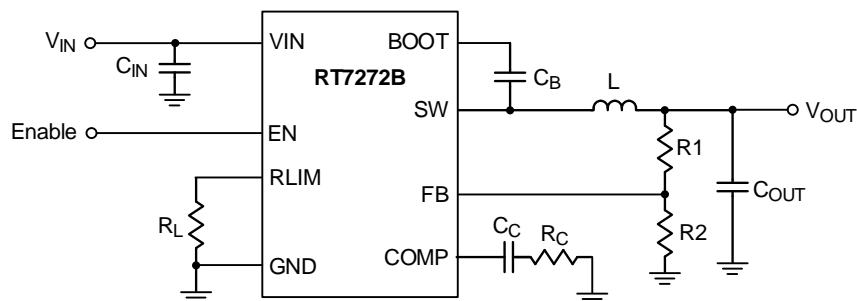 VIN
VIN
BOOT
CIN
RT7272B
CB
L
SW
VOUT
Enable
EN
R1
RLIM
FB
COUT
RL
CC
RC
R2
COMP
GND